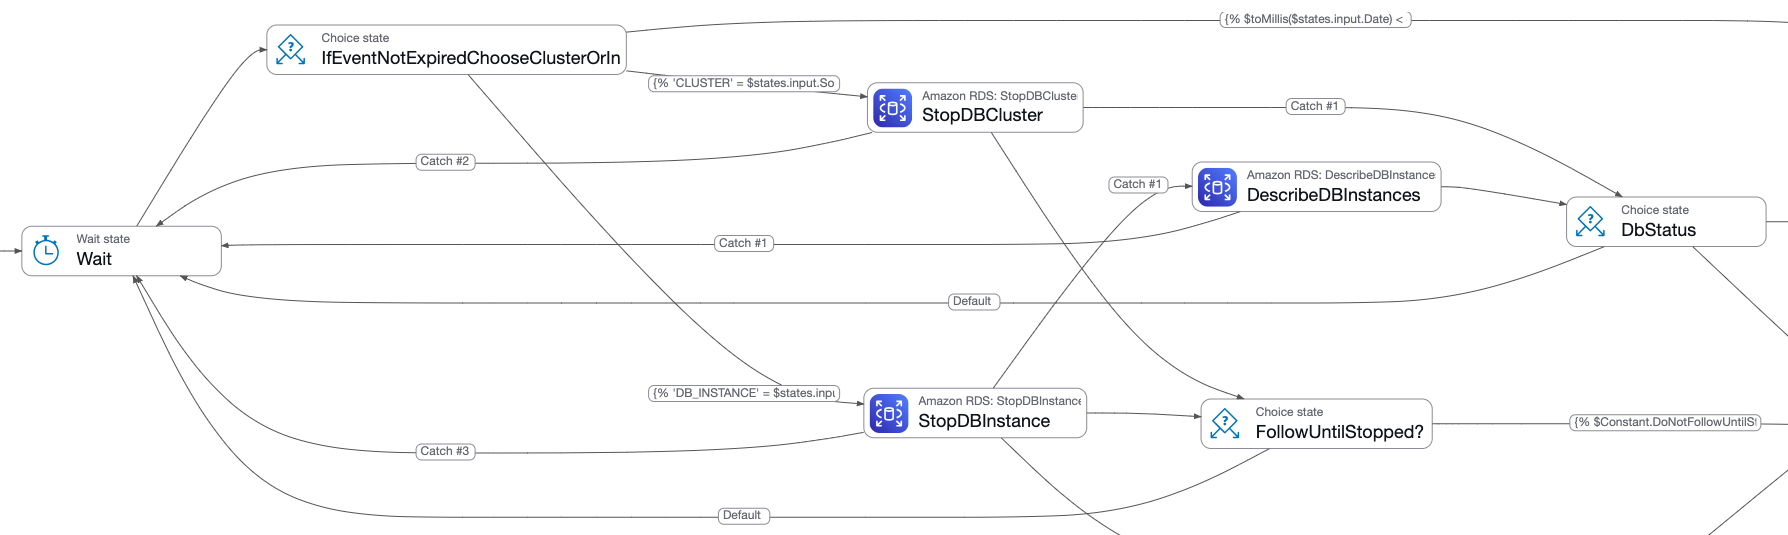 {% $toMillis($states.input.Date) <
Choice state
IfEventNotExpiredChooseClusterOrIn
{% 'CLUSTER' = $states.input.So
Amazon RDS: StopDBCluste
StopDBCluster
Catch #1
Catch #2
Amazon RDS: DescribeDBInstance
DescribeDBInstances
Catch #1
Choice state
DbStatus
Wait state
Wait
Catch #1
Default
{% 'DB_INSTANCE' = $states.inpu
Amazon RDS: StopDBInstance
StopDBInstance
Choice state
FollowUntilStopped?
{% $Constant.DoNotFollowUntilSt
Catch #3
Default